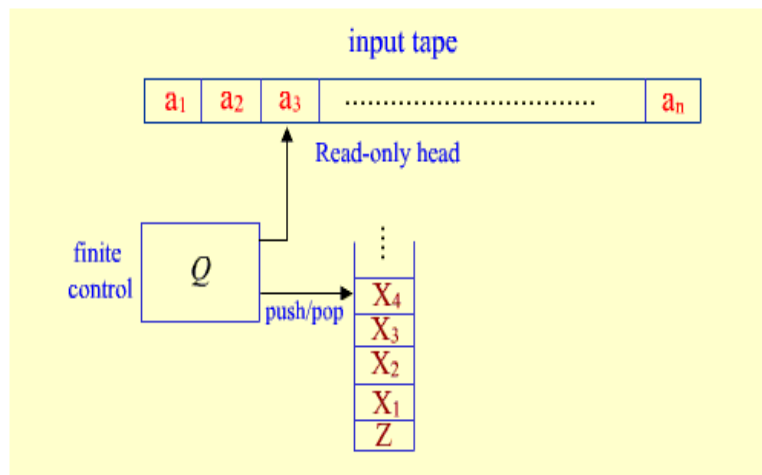 input tape
a1 a2 a3 ................................. an
Read-only head
finite
control
Q
push/pop
X4
X3
X2
X1
Z